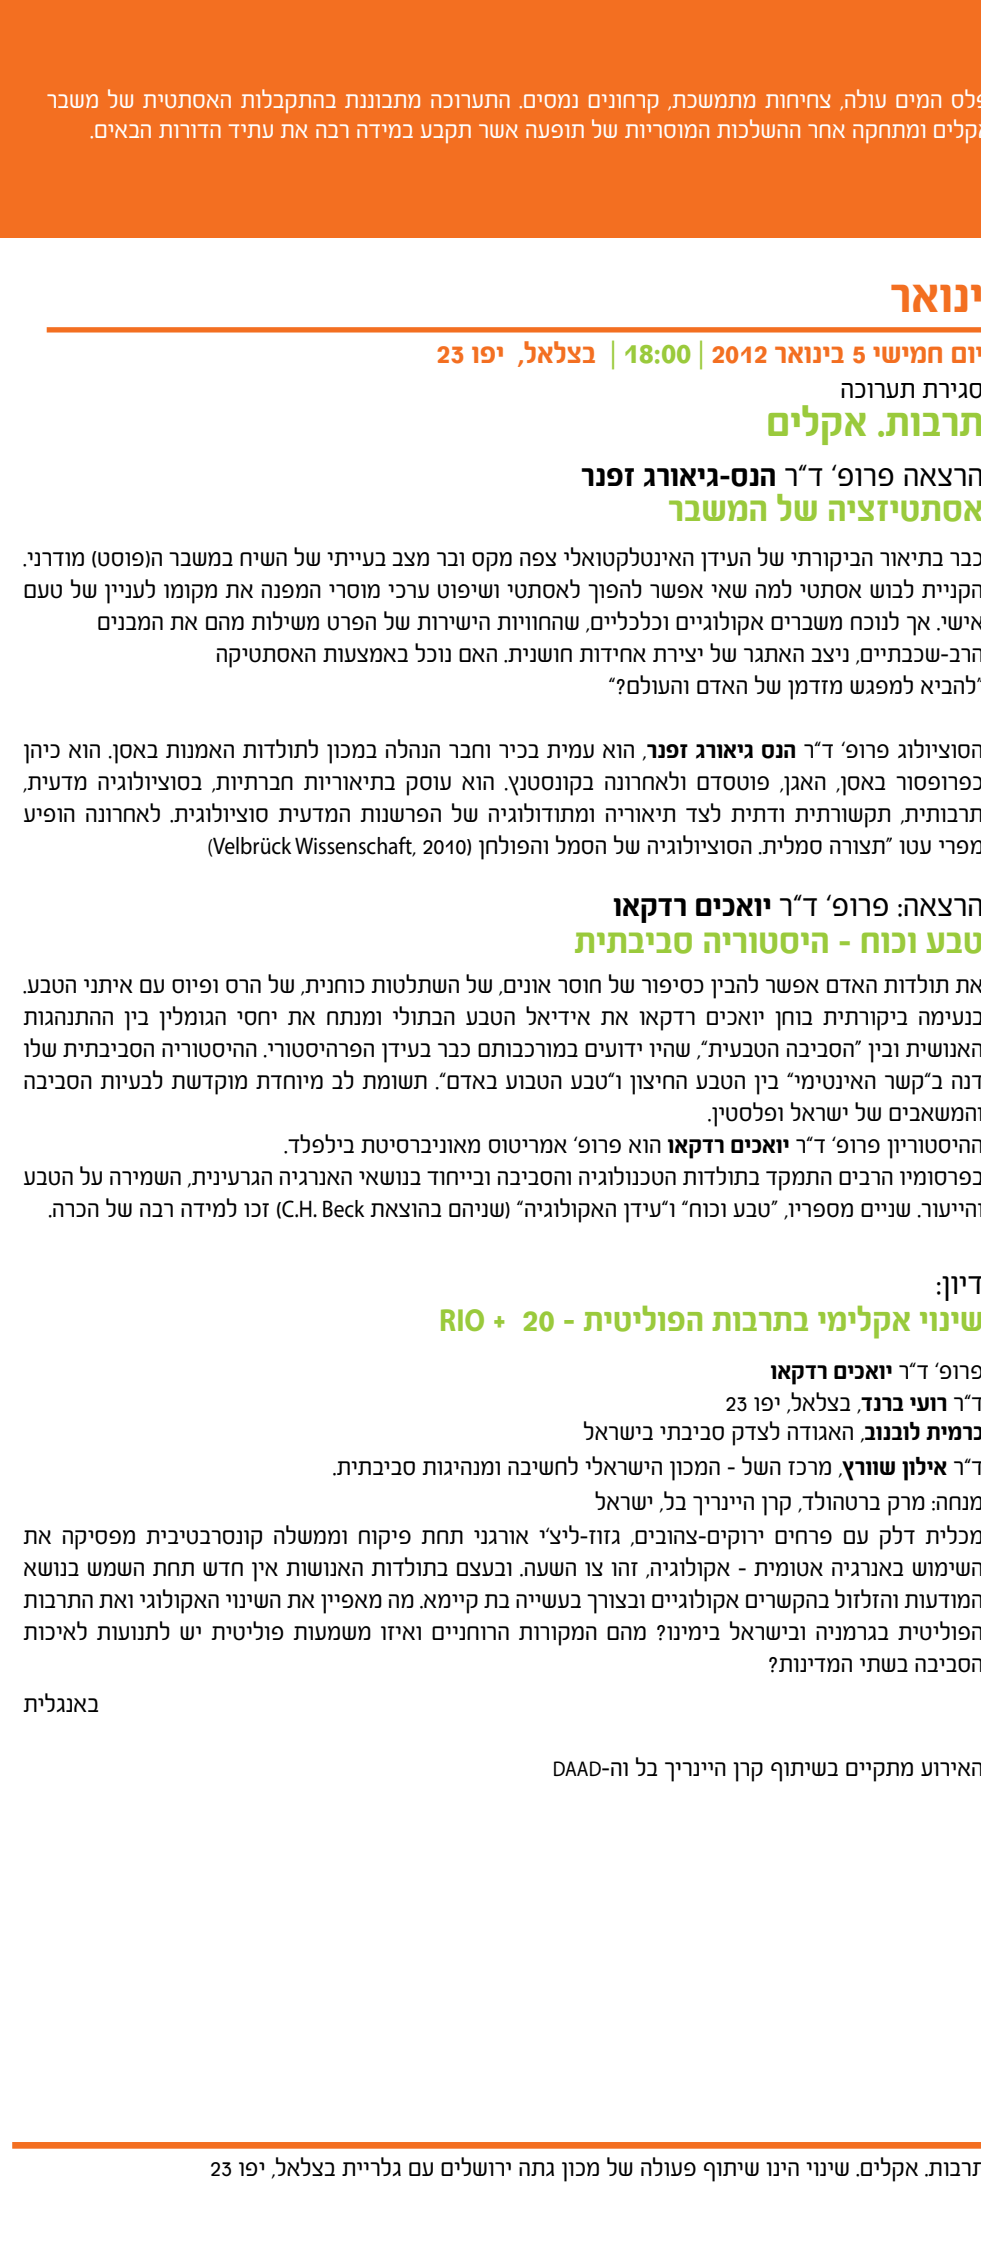 פלס המים עולה, צחיחות מתמשכת, קרחונים נמסים. התערוכה מתבוננת בהתקבלות האסתטית של משבר
אקלים ומתחקה אחר ההשלכות המוסריות של תופעה אשר תקבע במידה רבה את עתיד הדורות הבאים.
ינואר
יום חמישי 5 בינואר 2012 | 18:00 | בצלאל, יפו 23
סגירת תערוכה
תרבות. אקלים
הרצאה פרופ‘ ד“ר הנס-גיאורג זפנר
אסתטיזציה של המשבר
כבר בתיאור הביקורתי של העידן האינטלקטואלי צפה מקס ובר מצב בעייתי של השיח במשבר ה(פוסט) מודרני.
הקניית לבוש אסתטי למה שאי אפשר להפוך לאסתטי ושיפוט ערכי מוסרי המפנה את מקומו לעניין של טעם
אישי. אך לנוכח משברים אקולוגיים וכלכליים, שהחוויות הישירות של הפרט משילות מהם את המבנים
הרב-שכבתיים, ניצב האתגר של יצירת אחידות חושנית. האם נוכל באמצעות האסתטיקה
”להביא למפגש מזדמן של האדם והעולם?“
הסוציולוג פרופ‘ ד“ר הנס גיאורג זפנר, הוא עמית בכיר וחבר הנהלה במכון לתולדות האמנות באסן. הוא כיהן
כפרופסור באסן, האגן, פוטסדם ולאחרונה בקונסטנץ. הוא עוסק בתיאוריות חברתיות, בסוציולוגיה מדעית,
תרבותית, תקשורתית ודתית לצד תיאוריה ומתודולוגיה של הפרשנות המדעית סוציולוגית. לאחרונה הופיע
מפרי עטו ”תצורה סמלית. הסוציולוגיה של הסמל והפולחן (Velbrück Wissenschaft, 2010)
הרצאה: פרופ‘ ד“ר יואכים רדקאו
טבע וכוח - היסטוריה סביבתית
את תולדות האדם אפשר להבין כסיפור של חוסר אונים, של השתלטות כוחנית, של הרס ופיוס עם איתני הטבע.
בנעימה ביקורתית בוחן יואכים רדקאו את אידיאל הטבע הבתולי ומנתח את יחסי הגומלין בין ההתנהגות
האנושית ובין ”הסביבה הטבעית“, שהיו ידועים במורכבותם כבר בעידן הפרהיסטורי. ההיסטוריה הסביבתית שלו
דנה ב“קשר האינטימי“ בין הטבע החיצון ו“טבע הטבוע באדם“. תשומת לב מיוחדת מוקדשת לבעיות הסביבה
והמשאבים של ישראל ופלסטין.
ההיסטוריון פרופ‘ ד“ר יואכים רדקאו הוא פרופ‘ אמריטוס מאוניברסיטת בילפלד.
בפרסומיו הרבים התמקד בתולדות הטכנולוגיה והסביבה ובייחוד בנושאי האנרגיה הגרעינית, השמירה על הטבע
והייעור. שניים מספריו, ”טבע וכוח“ ו“עידן האקולוגיה“ (שניהם בהוצאת C.H. Beck) זכו למידה רבה של הכרה.
דיון:
שינוי אקלימי בתרבות הפוליטית - RIO + 20
פרופ‘ ד“ר יואכים רדקאו
ד“ר רועי ברנד, בצלאל, יפו 23
כרמית לובנוב, האגודה לצדק סביבתי בישראל
ד“ר אילון שוורץ, מרכז השל - המכון הישראלי לחשיבה ומנהיגות סביבתית.
מנחה: מרק ברטהולד, קרן היינריך בל, ישראל
מכלית דלק עם פרחים ירוקים-צהובים, גזוז-ליצ‘י אורגני תחת פיקוח וממשלה קונסרבטיבית מפסיקה את
השימוש באנרגיה אטומית - אקולוגיה, זהו צו השעה. ובעצם בתולדות האנושות אין חדש תחת השמש בנושא
המודעות והזלזול בהקשרים אקולוגיים ובצורך בעשייה בת קיימא. מה מאפיין את השינוי האקולוגי ואת התרבות
הפוליטית בגרמניה ובישראל בימינו? מהם המקורות הרוחניים ואיזו משמעות פוליטית יש לתנועות לאיכות
הסביבה בשתי המדינות?
באנגלית
האירוע מתקיים בשיתוף קרן היינריך בל וה-DAAD
תרבות. אקלים. שינוי הינו שיתוף פעולה של מכון גתה ירושלים עם גלריית בצלאל, יפו 23